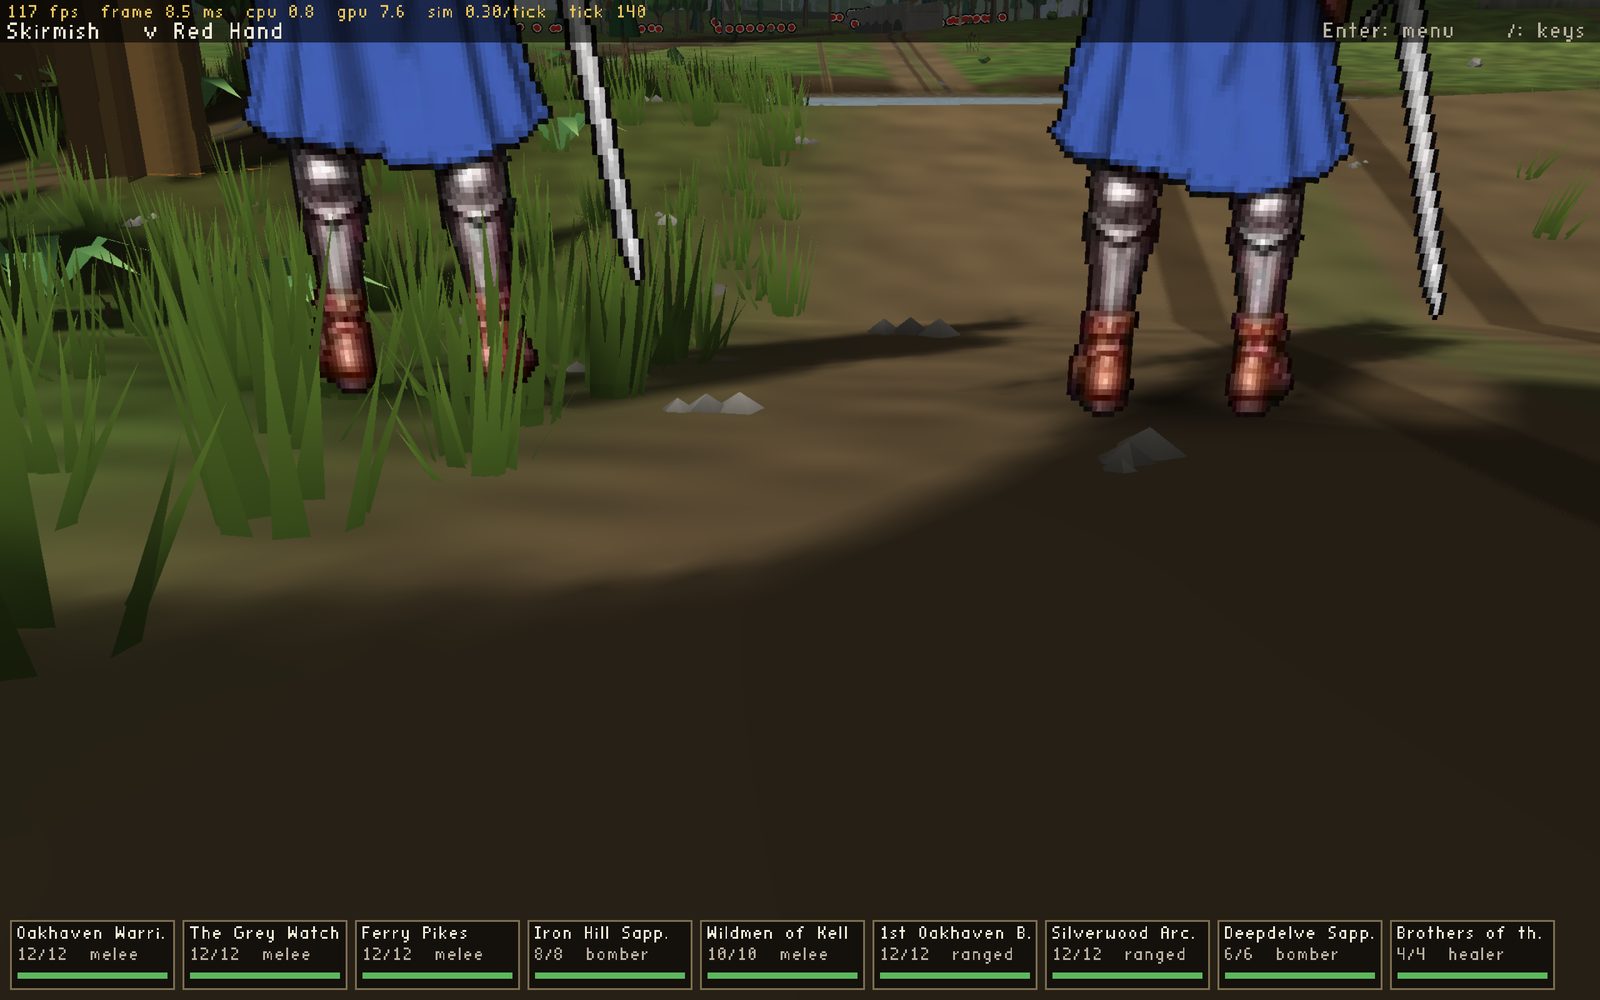 117 fps  frame 8.5 ms  cpu 0.8  gpu 7.6  sim 0.30/tick  tick 140
Skirmish   v Red Hand   Enter: menu   /: keys
Oakhaven Warri.   The Grey Watch   Ferry Pikes   Iron Hill Sapp.   Wildmen of Kell   1st Oakhaven B.   Silverwood Arc.   Deepdelve Sapp.   Brothers of th.
12/12  melee   12/12  melee   12/12  melee   8/8  bomber   10/10  melee   12/12  ranged   12/12  ranged   6/6  bomber   4/4  healer